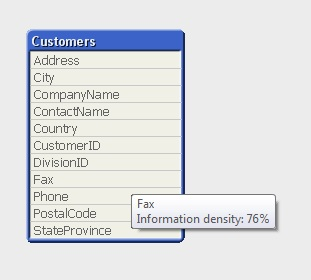 Customers
Address
City
CompanyName
ContactName
Country
CustomerID
DivisionID
Fax
Phone
PostalCode
StateProvince
Fax
Information density: 76%